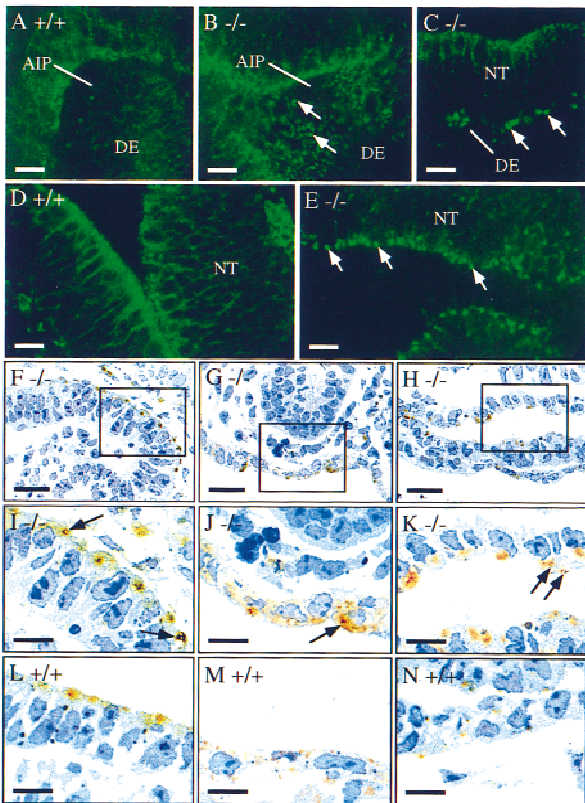 A +/+
AIP
DE
B -/-
AIP
DE
C -/-
NT
DE
D +/+
NT
E -/-
NT
F -/-
G -/-
H -/-
I -/-
J -/-
K -/-
L +/+
M +/+
N +/+